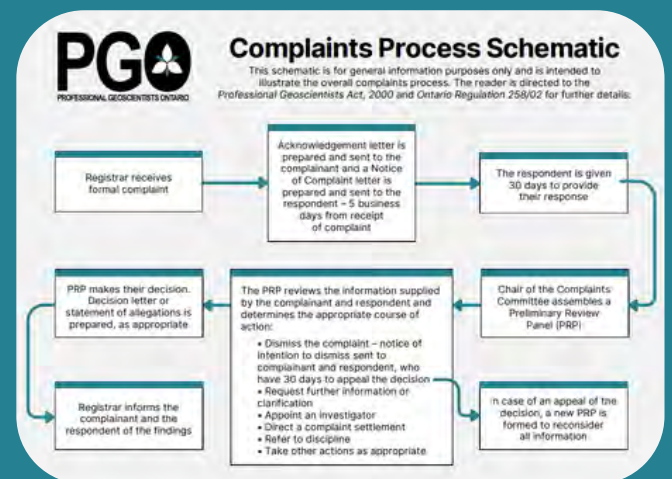 PGO
PROFESSIONAL GEOSCIENTISTS ONTARIO
Complaints Process Schematic
This schematic is for general information purposes only and is intended to
illustrate the overall complaints process. The reader is directed to the
Professional Geoscientists Act, 2000 and Ontario Regulation 258/02 for further details.
Registrar receives
formal complaint
Acknowledgement letter is
prepared and sent to the
complainant and a Notice
of Complaint letter is
prepared and sent to the
respondent – 5 business
days from receipt
of complaint
The respondent is given
30 days to provide
their response
Chair of the Complaints
Committee assembles a
Preliminary Review
Panel (PRP)
The PRP reviews the information supplied
by the complainant and respondent and
determines the appropriate course of
action:
• Dismiss the complaint – notice of
intention to dismiss sent to
complainant and respondent, who
have 30 days to appeal the decision
• Request further information or
clarification
• Appoint an investigator
• Direct a complaint settlement
• Refer to discipline
• Take other actions as appropriate
In case of an appeal of the
decision, a new PRP is
formed to reconsider
all information
PRP makes their decision.
Decision letter or
statement of allegations is
prepared, as appropriate
Registrar informs the
complainant and the
respondent of the findings